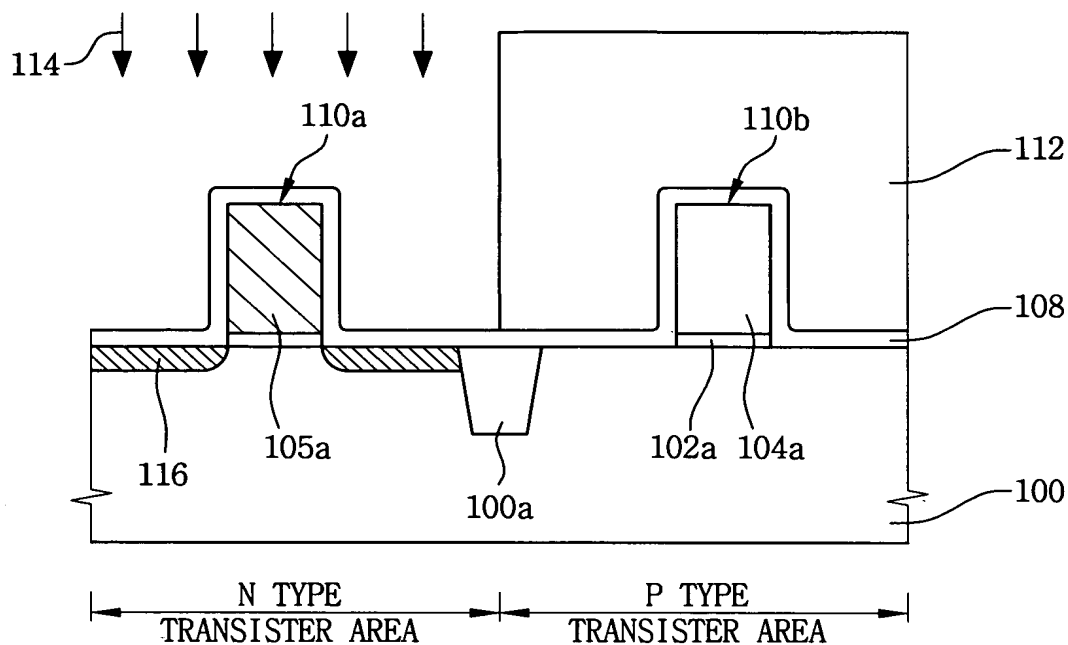 114
110a
110b
112
108
116
105a
100a
102a
104a
100
N TYPE
TRANSISTER AREA
P TYPE
TRANSISTER AREA